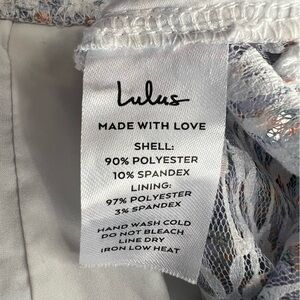 Lulus
MADE WITH LOVE
SHELL:
90% POLYESTER
10% SPANDEX
LINING:
97% POLYESTER
3% SPANDEX
HAND WASH COLD
DO NOT BLEACH
LINE DRY
IRON LOW HEAT